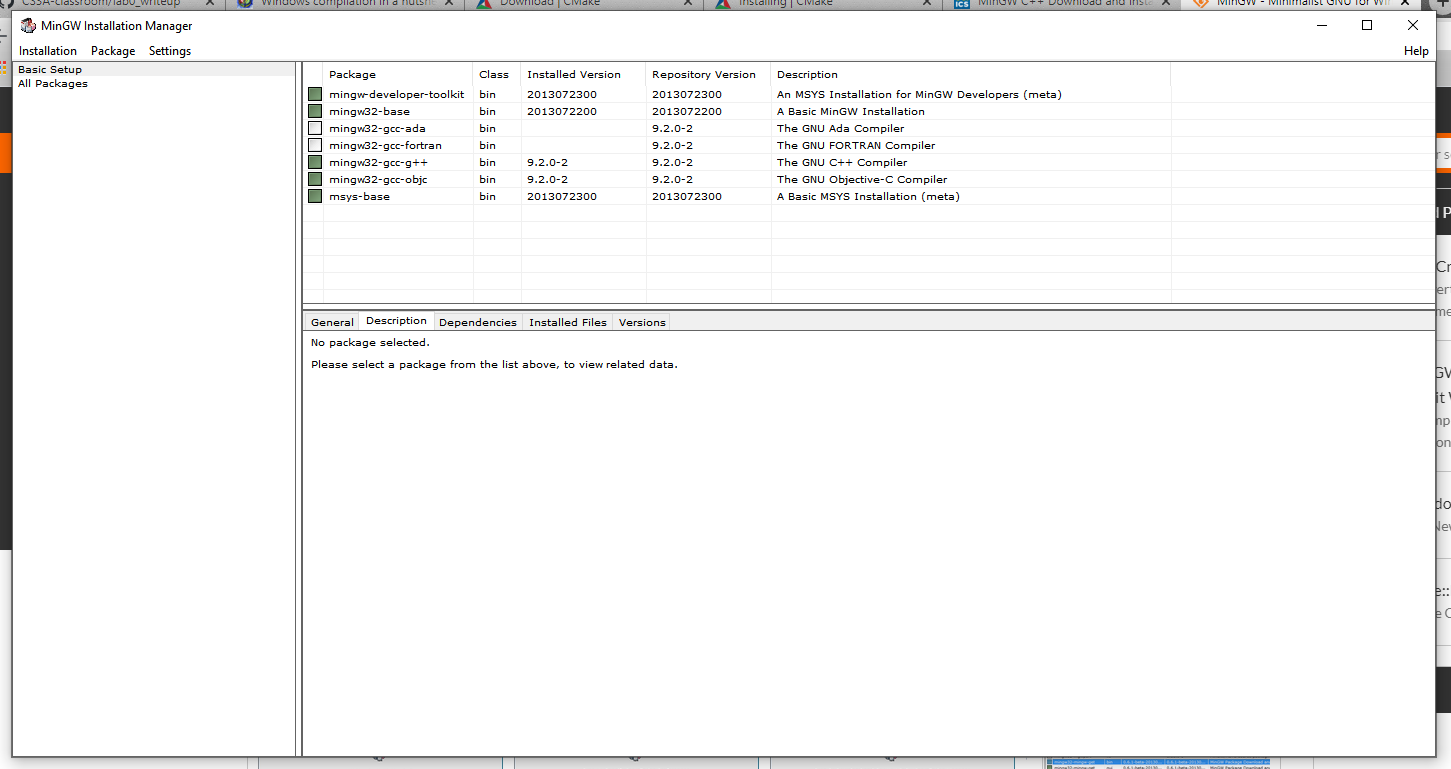 CS3A-classroom/lab0_writeup Windows compilation in a nutshe Download | CMake Installing | CMake MinGW C++ Download and Insta MinGW - Minimalist GNU for Wi
MinGW Installation Manager
Installation Package Settings Help
Basic Setup
All Packages
Package Class Installed Version Repository Version Description
mingw-developer-toolkit bin 2013072300 2013072300 An MSYS Installation for MinGW Developers (meta)
mingw32-base bin 2013072200 2013072200 A Basic MinGW Installation
mingw32-gcc-ada bin 9.2.0-2 The GNU Ada Compiler
mingw32-gcc-fortran bin 9.2.0-2 The GNU FORTRAN Compiler
mingw32-gcc-g++ bin 9.2.0-2 9.2.0-2 The GNU C++ Compiler
mingw32-gcc-objc bin 9.2.0-2 9.2.0-2 The GNU Objective-C Compiler
msys-base bin 2013072300 2013072300 A Basic MSYS Installation (meta)
General Description Dependencies Installed Files Versions
No package selected.
Please select a package from the list above, to view related data.